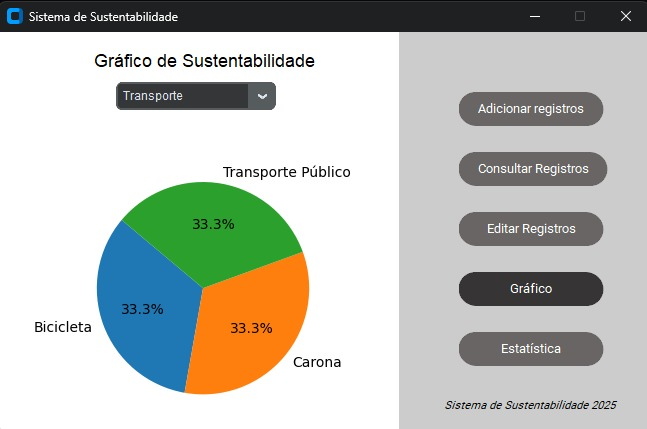 Sistema de Sustentabilidade
Gráfico de Sustentabilidade
Transporte
Transporte Público
33.3%
33.3%
33.3%
Bicicleta
Carona
Adicionar registros
Consultar Registros
Editar Registros
Gráfico
Estatística
Sistema de Sustentabilidade 2025